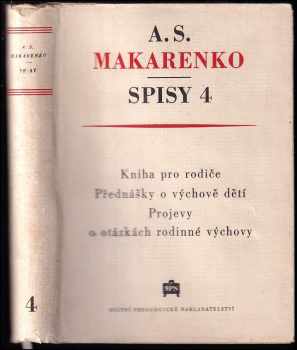 A. S.
MAKARENKO
SPISY
4
A. S.
MAKARENKO
SPISY 4
Kniha pro rodiče
Přednášky o výchově dětí
Projevy
o otázkách rodinné výchovy
SPN
STÁTNÍ PEDAGOGICKÉ NAKLADATELSTVÍ